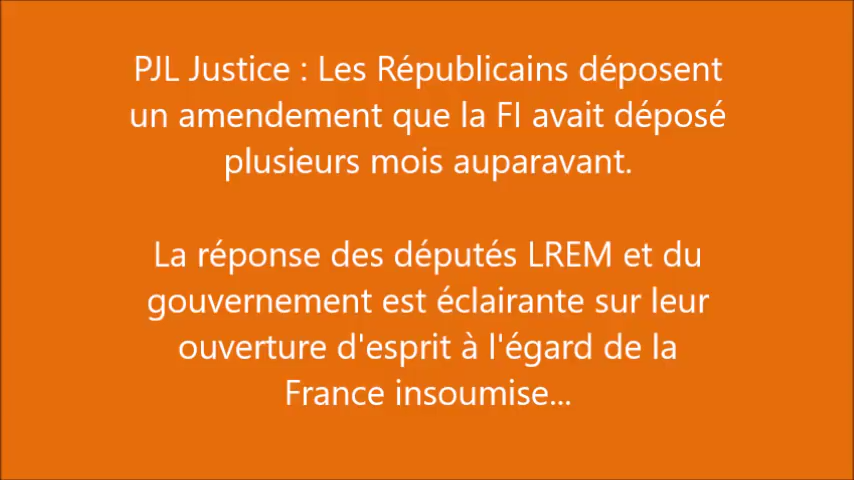 PJL Justice : Les Républicains déposent
un amendement que la FI avait déposé
plusieurs mois auparavant.
La réponse des députés LREM et du
gouvernement est éclairante sur leur
ouverture d'esprit à l'égard de la
France insoumise...